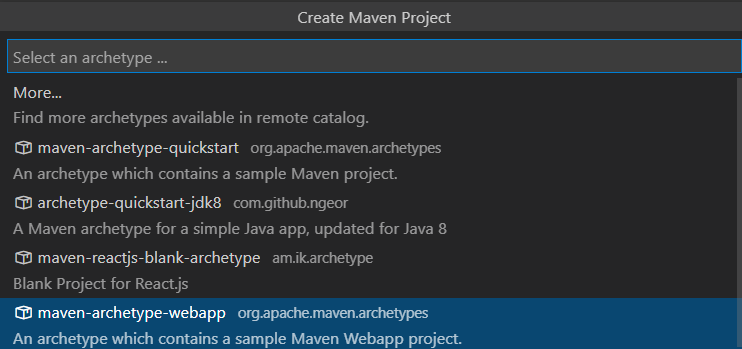 Create Maven Project
Select an archetype ...
More...
Find more archetypes available in remote catalog.
maven-archetype-quickstart org.apache.maven.archetypes
An archetype which contains a sample Maven project.
archetype-quickstart-jdk8 com.github.ngeor
A Maven archetype for a simple Java app, updated for Java 8
maven-reactjs-blank-archetype am.ik.archetype
Blank Project for React.js
maven-archetype-webapp org.apache.maven.archetypes
An archetype which contains a sample Maven Webapp project.